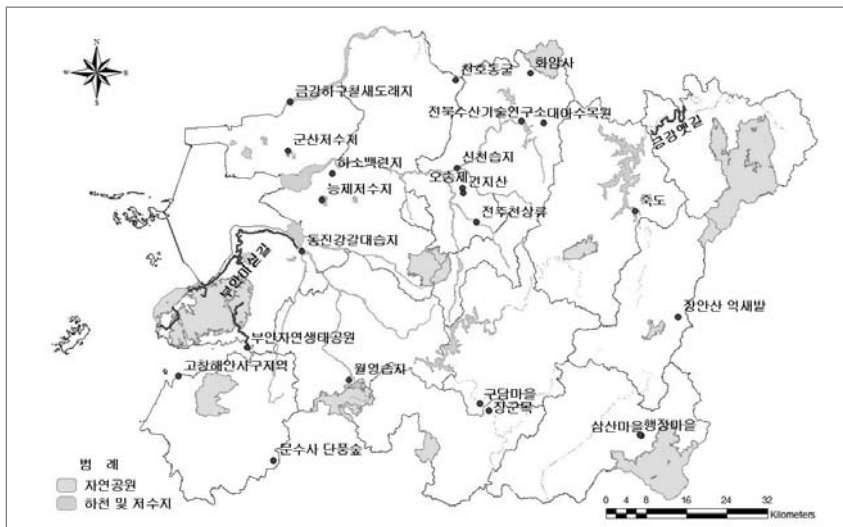 N
W
E
S
천호동굴
화암사
금강하구철새도래지
전북수산기술연구소
대아수목원
금강옛길
군산저수지
신천습지
하소백련지
오송제
건지산
능제저수지
죽도
전주천상류
동진강갈대습지
부안마실길
장안산 억새밭
부안자연생태공원
고창해안사구지역
월영습지
구담마을
장군목
삼산마을
행정마을
문수사 단풍숲
범 례
자연공원
하천 및 저수지
0 4 8 16 24 32
Kilometers